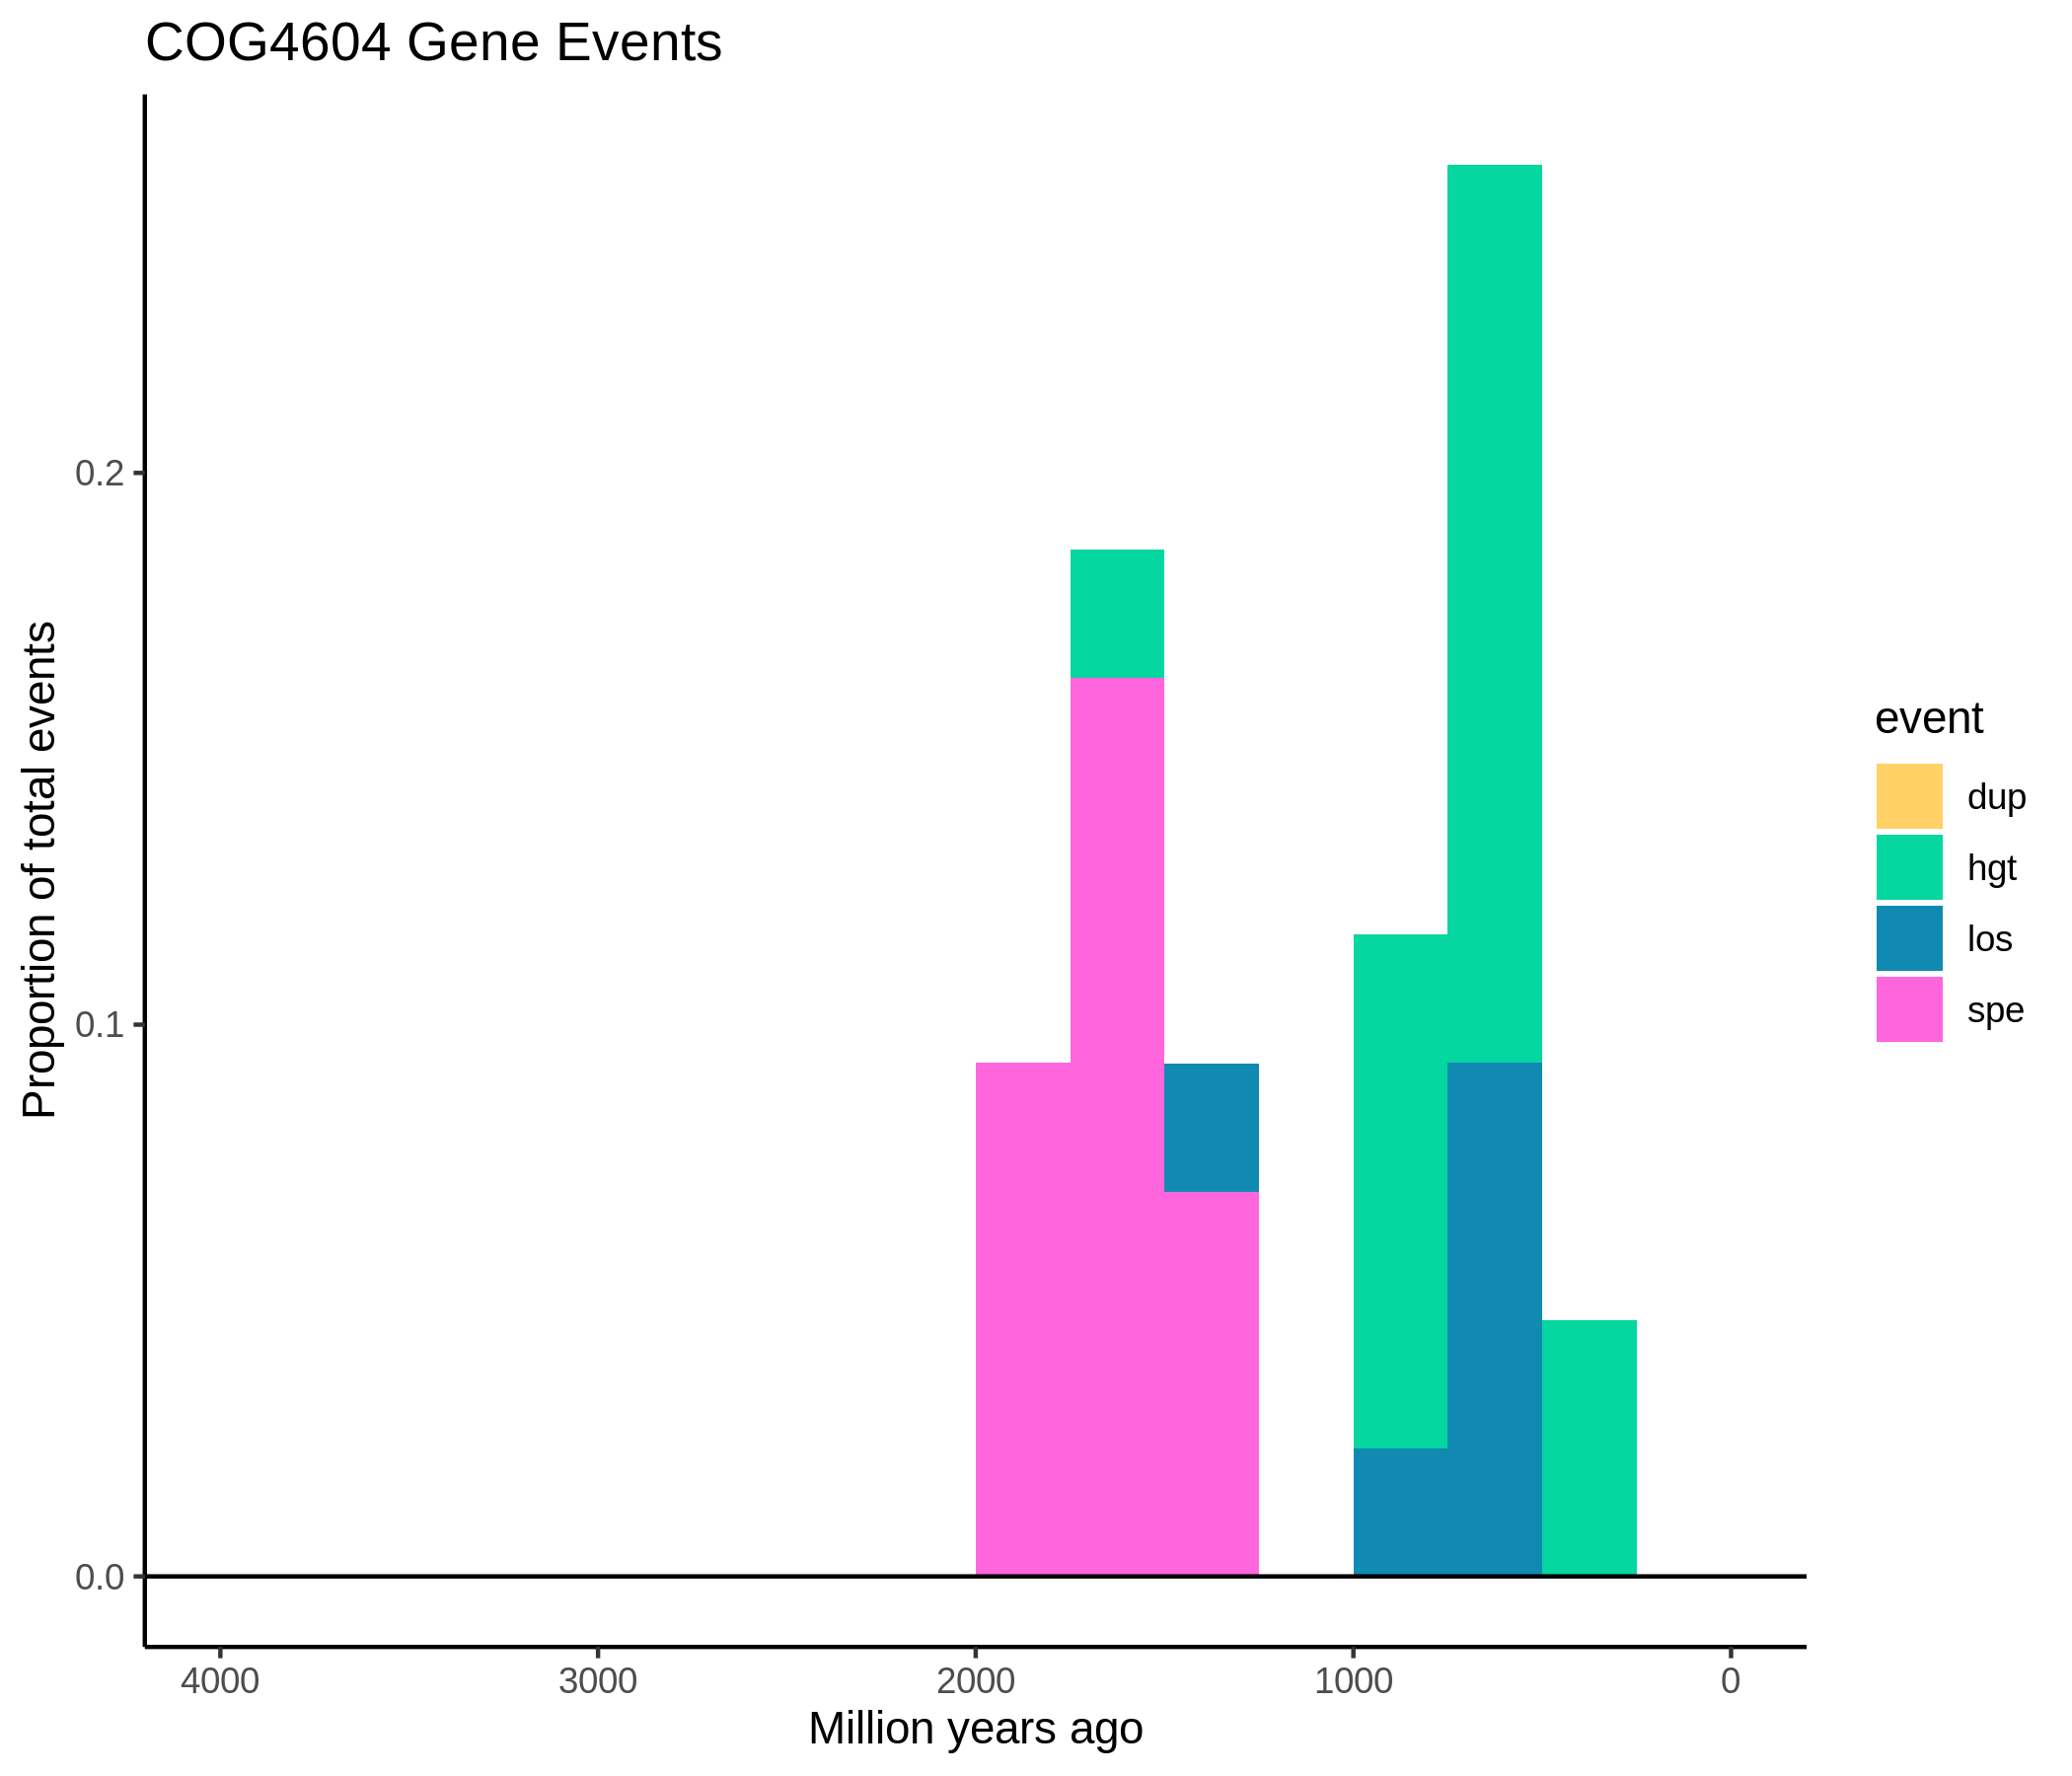 COG4604 Gene Events
Proportion of total events
0.2
0.1
0.0
4000 3000 2000 1000 0
Million years ago
event
dup
hgt
los
spe